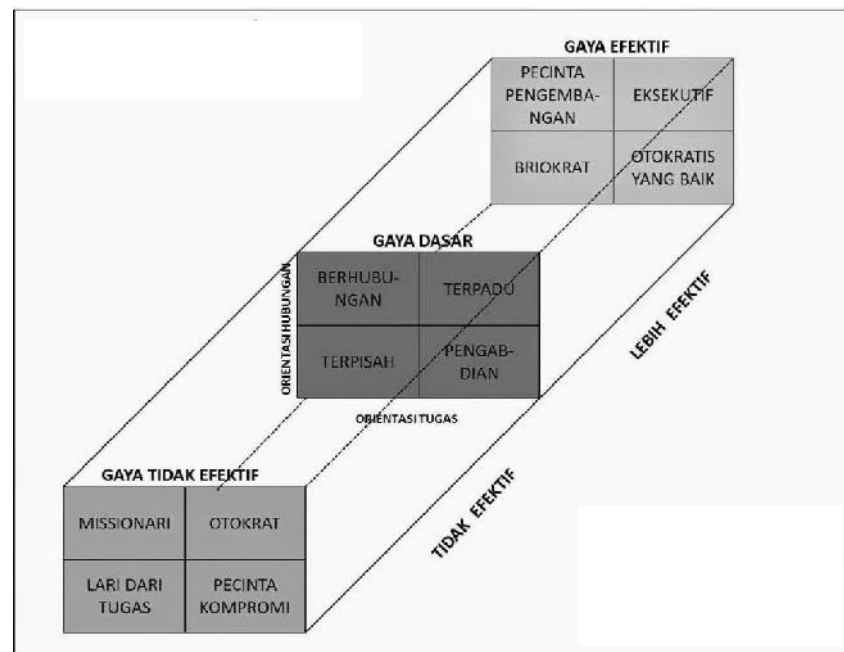 GAYA EFEKTIF
PECINTA
PENGEMBA-
NGAN
EKSEKUTIF
BRIOKRAT
OTOKRATIS
YANG BAIK
GAYA DASAR
ORIENTASI HUBUNGAN
BERHUBU-
NGAN
TERPADU
TERPISAH
PENGAB-
DIAN
ORIENTASI TUGAS
LEBIH EFEKTIF
GAYA TIDAK EFEKTIF
MISSIONARI
OTOKRAT
LARI DARI
TUGAS
PECINTA
KOMPROMI
TIDAK EFEKTIF